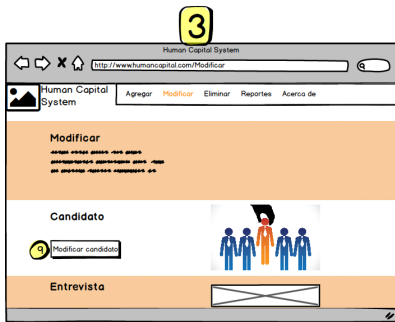 3
Human Capital System
http://www.humancapital.com/Modificar
Human Capital
System
Agregar Modificar Eliminar Reportes Acerca de
Modificar
Candidato
9 Modificar candidato
Entrevista